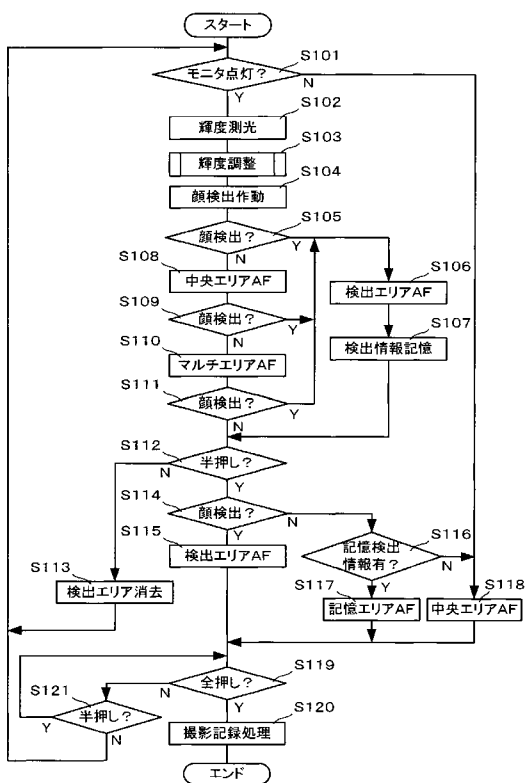 スタート
S101
モニタ点灯?
Y
N
S102
輝度測光
S103
輝度調整
S104
顔検出作動
S105
顔検出?
Y
N
S108
中央エリアAF
S106
検出エリアAF
S109
顔検出?
Y
N
S107
検出情報記憶
S110
マルチエリアAF
S111
顔検出?
Y
N
S112
半押し?
N
Y
S114
顔検出?
N
Y
S115
検出エリアAF
S116
記憶検出
情報有?
N
Y
S113
検出エリア消去
S117
記憶エリアAF
S118
中央エリアAF
S119
全押し?
N
Y
S121
半押し?
Y
N
S120
撮影記録処理
エンド